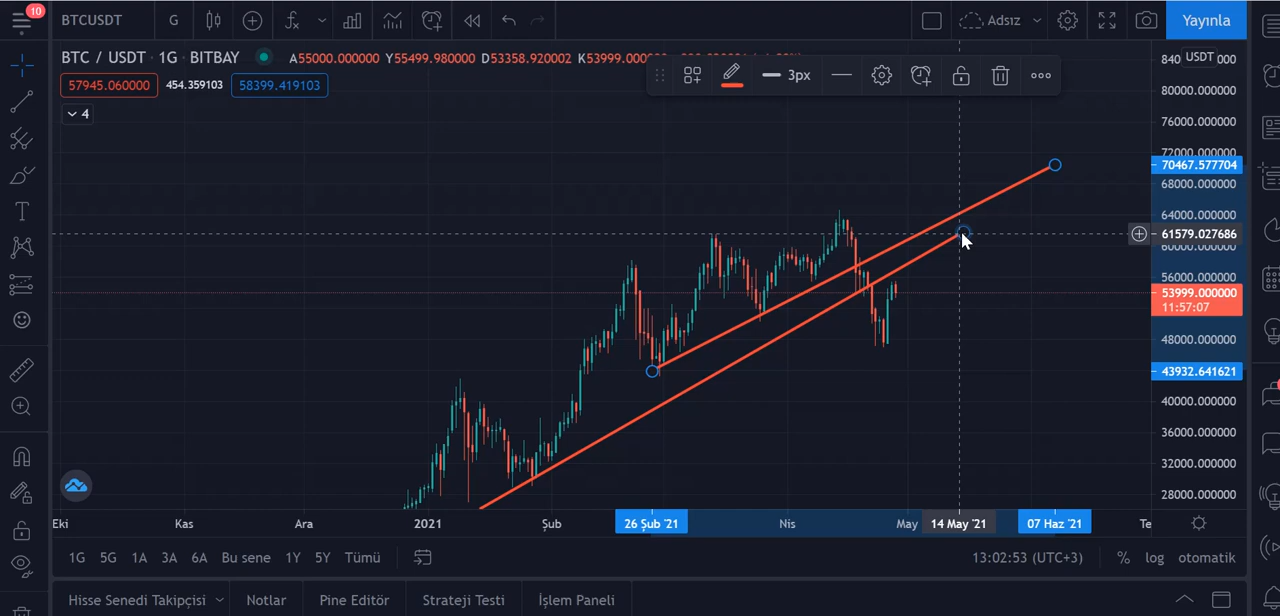 10
BTCUSDT G Adsız Yayınla
BTC / USDT · 1G · BITBAY A55000.000000 Y55499.980000 D53358.920002 K53999.000000
57945.060000 454.359103 58399.419103
4
3px
USDT
840 00.000000
80000.000000
76000.000000
72000.000000
70467.577704
68000.000000
64000.000000
61579.027686
60000.000000
56000.000000
53999.000000
11:57:07
48000.000000
43932.641621
40000.000000
36000.000000
32000.000000
28000.000000
Eki Kas Ara 2021 Şub 26 Şub '21 Nis May 14 May '21 07 Haz '21 Te
1G 5G 1A 3A 6A Bu sene 1Y 5Y Tümü 13:02:53 (UTC+3) % log otomatik
Hisse Senedi Takipçisi Notlar Pine Editör Strateji Testi İşlem Paneli